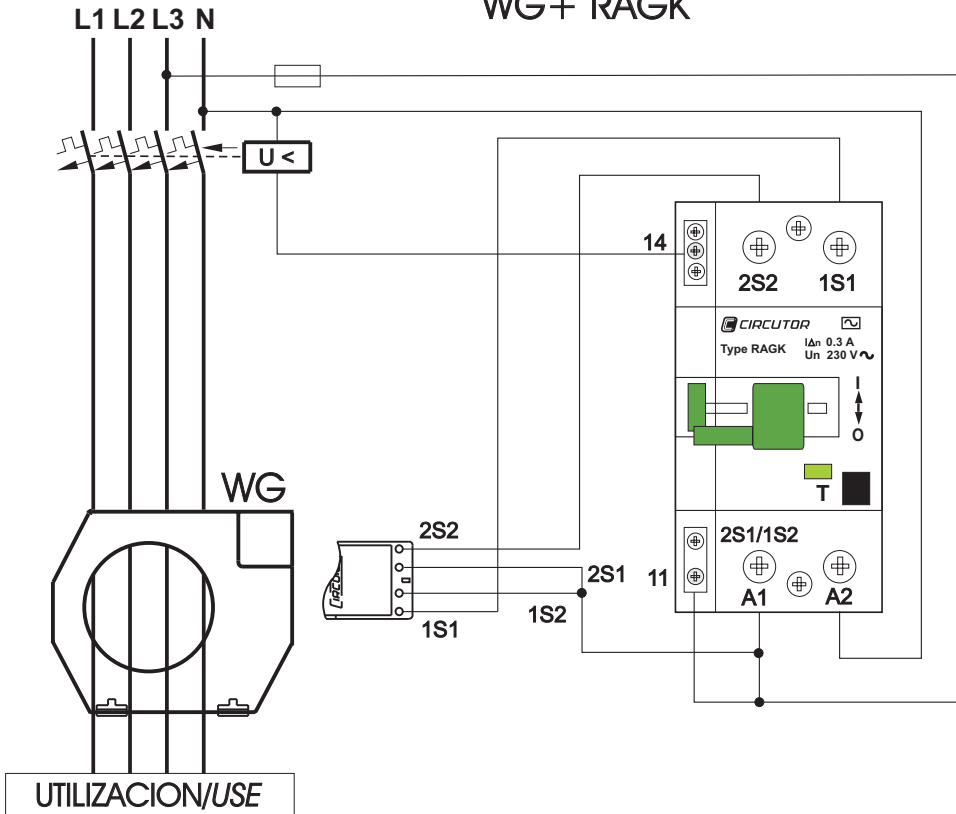 WG+ RAGK
L1 L2 L3 N
U <
14
2S2 1S1
CIRCUTOR
Type RAGK
I∆n 0.3 A
Un 230 V ~
I
O
T
WG
2S2
2S1
1S2
1S1
CIRCU
2S1/1S2
11
A1 A2
UTILIZACION/USE